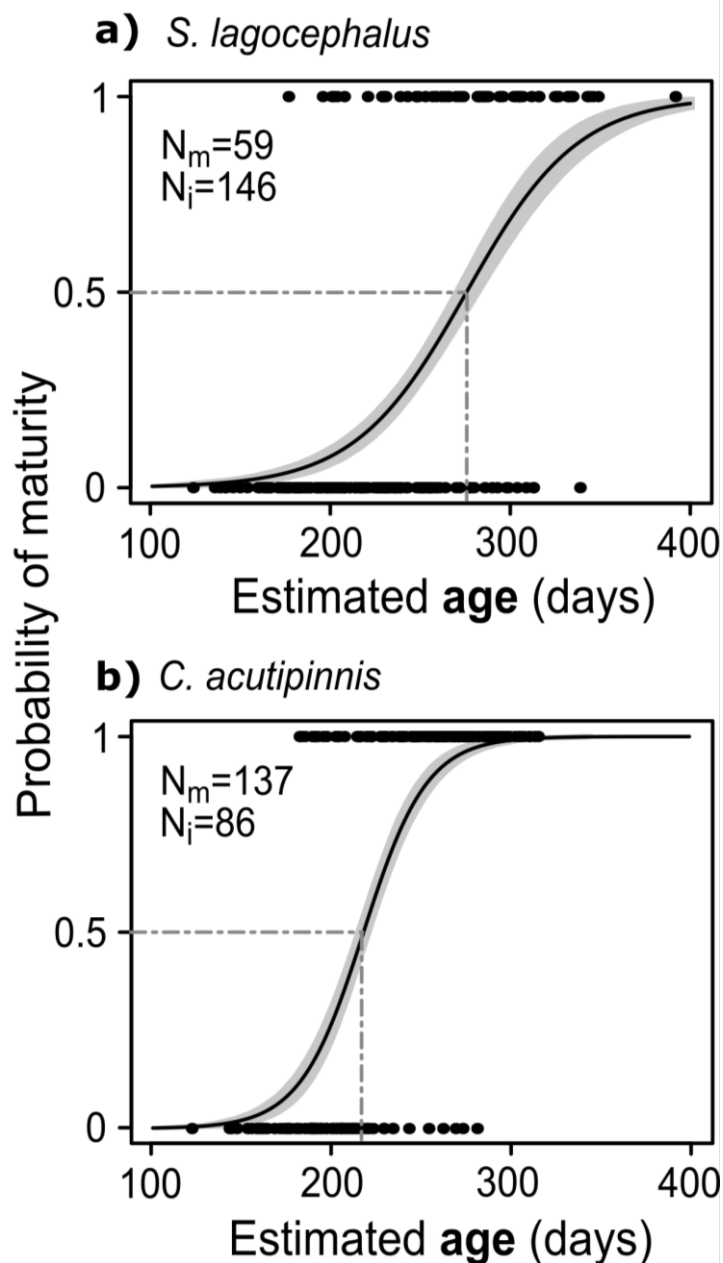 a) S. lagocephalus
1
Nm=59
Ni=146
0.5
0
100 200 300 400
Estimated age (days)
Probability of maturity
b) C. acutipinnis
1
Nm=137
Ni=86
0.5
0
100 200 300 400
Estimated age (days)